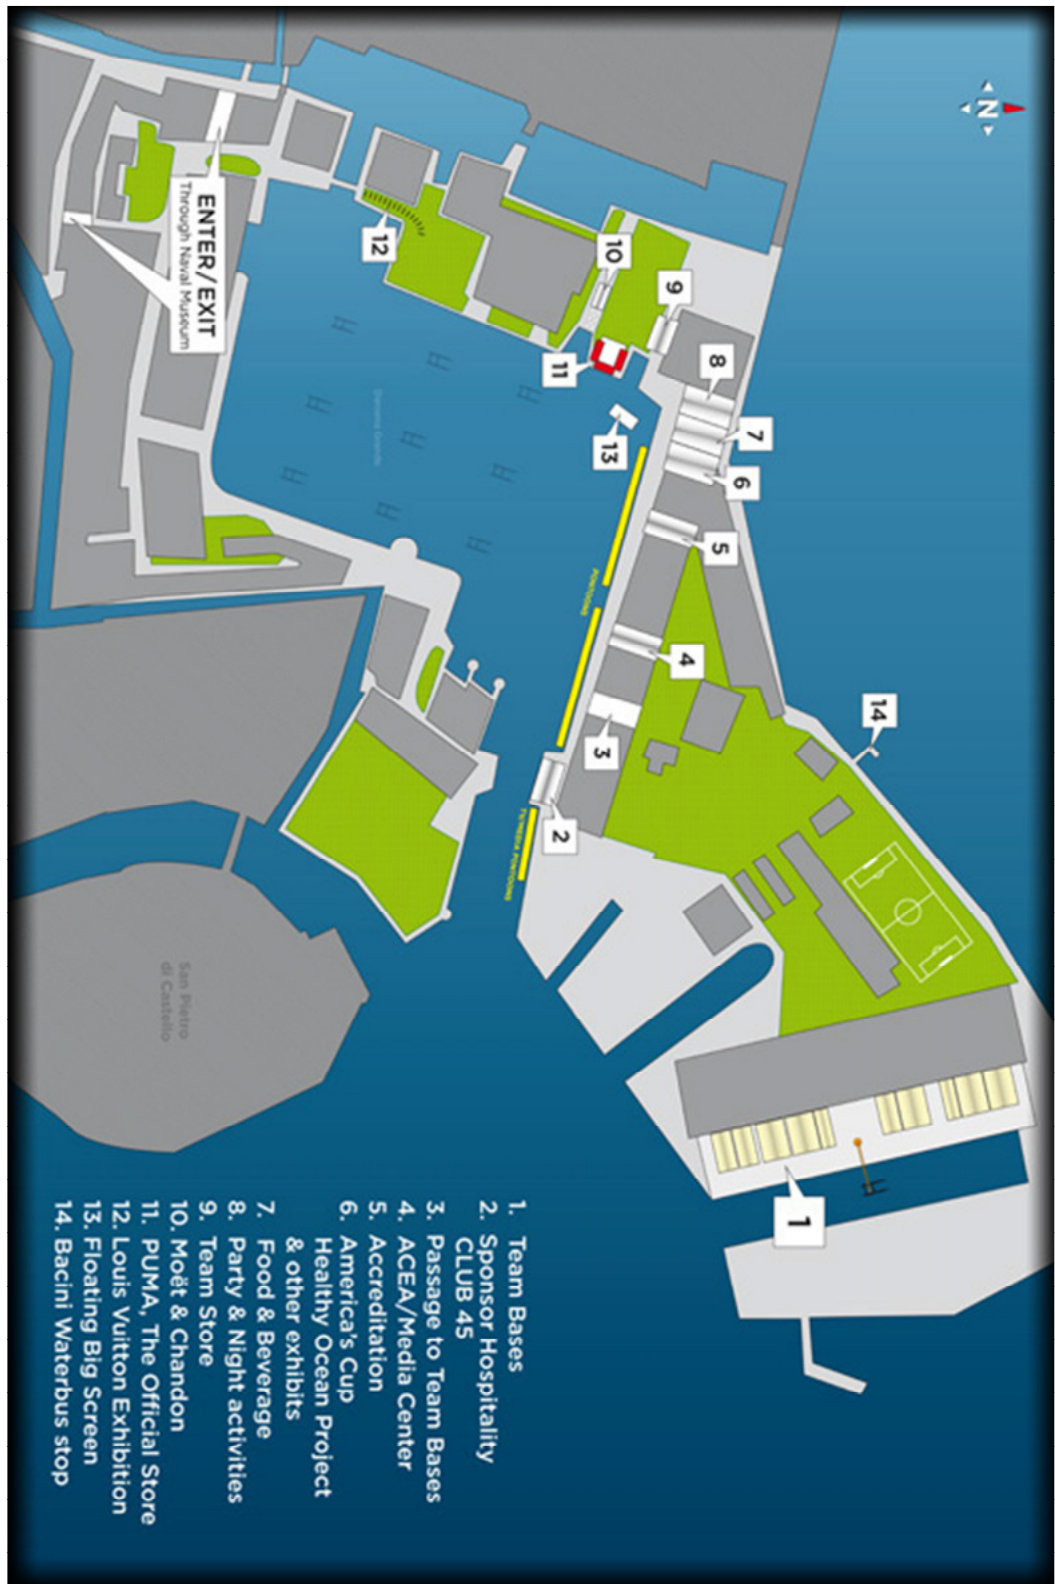 N
ENTER/EXIT
Through Naval Museum
12
10
9
11
8
7
13
6
5
PONTOONS
4
3
14
2
TV/MEDIA PONTOONS
San Pietro
di Castello
1
1. Team Bases
2. Sponsor Hospitality
CLUB 45
3. Passage to Team Bases
4. ACEA/Media Center
5. Accreditation
6. America's Cup
Healthy Ocean Project
& other exhibits
7. Food & Beverage
8. Party & Night activities
9. Team Store
10. Moët & Chandon
11. PUMA, The Official Store
12. Louis Vuitton Exhibition
13. Floating Big Screen
14. Bacini Waterbus stop